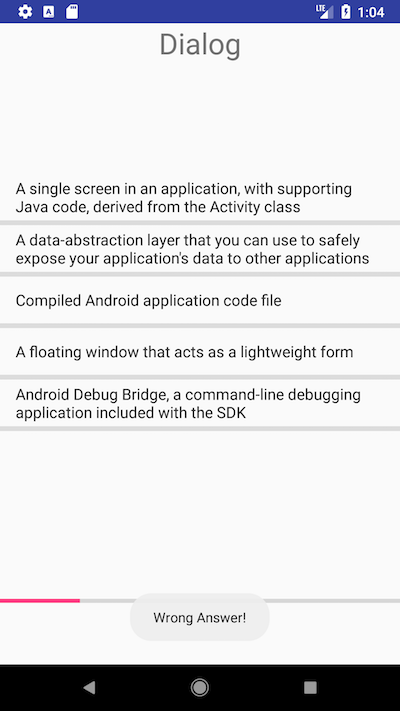 LTE 1:04
Dialog
A single screen in an application, with supporting
Java code, derived from the Activity class
A data-abstraction layer that you can use to safely
expose your application's data to other applications
Compiled Android application code file
A floating window that acts as a lightweight form
Android Debug Bridge, a command-line debugging
application included with the SDK
Wrong Answer!